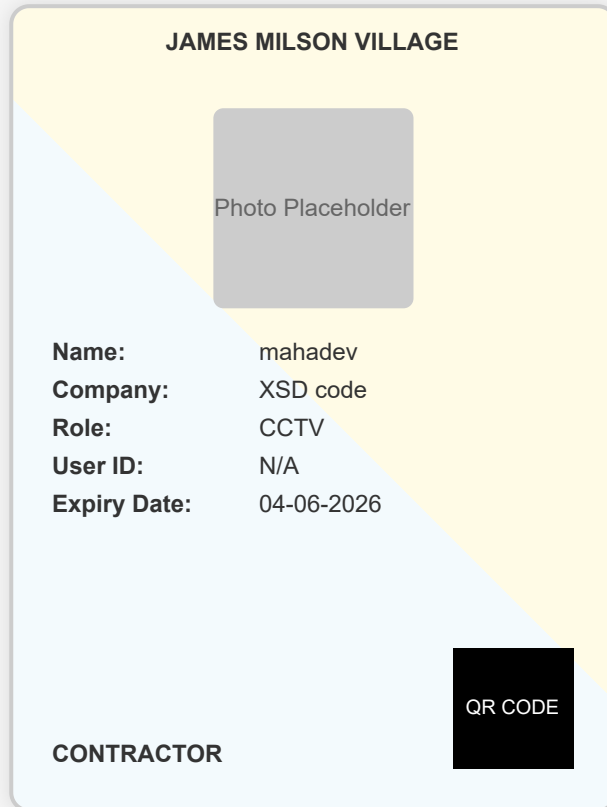 JAMES MILSON VILLAGE
Photo Placeholder
Name: mahadev
Company: XSD code
Role: CCTV
User ID: N/A
Expiry Date: 04-06-2026
QR CODE
CONTRACTOR